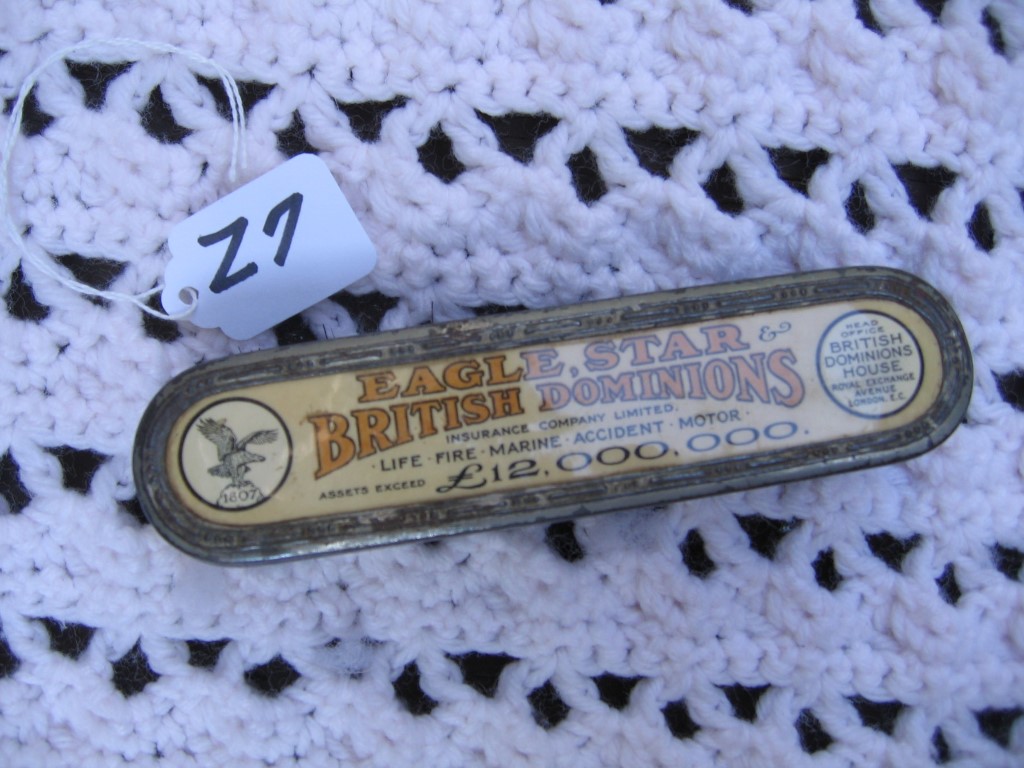 Z7
1807
EAGLE, STAR &
BRITISH DOMINIONS
INSURANCE COMPANY LIMITED.
· LIFE · FIRE · MARINE · ACCIDENT · MOTOR ·
ASSETS EXCEED £12,000,000.
HEAD
OFFICE
BRITISH
DOMINIONS
HOUSE
ROYAL EXCHANGE
AVENUE
LONDON, E.C.